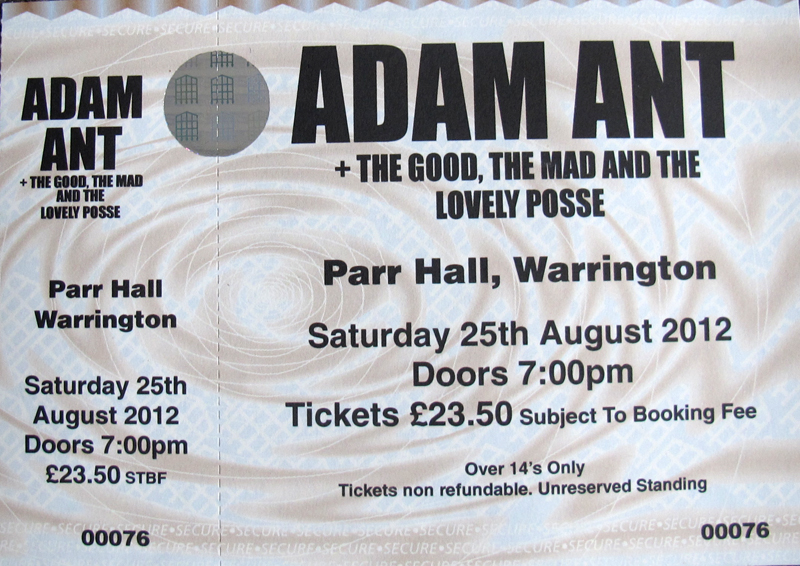 ADAM
ANT
+ THE GOOD, THE MAD
AND THE
LOVELY POSSE
Parr Hall
Warrington
Saturday 25th
August 2012
Doors 7:00pm
£23.50 STBF
00076
ADAM ANT
+ THE GOOD, THE MAD AND THE
LOVELY POSSE
Parr Hall, Warrington
Saturday 25th August 2012
Doors 7:00pm
Tickets £23.50 Subject To Booking Fee
Over 14's Only
Tickets non refundable. Unreserved Standing
00076